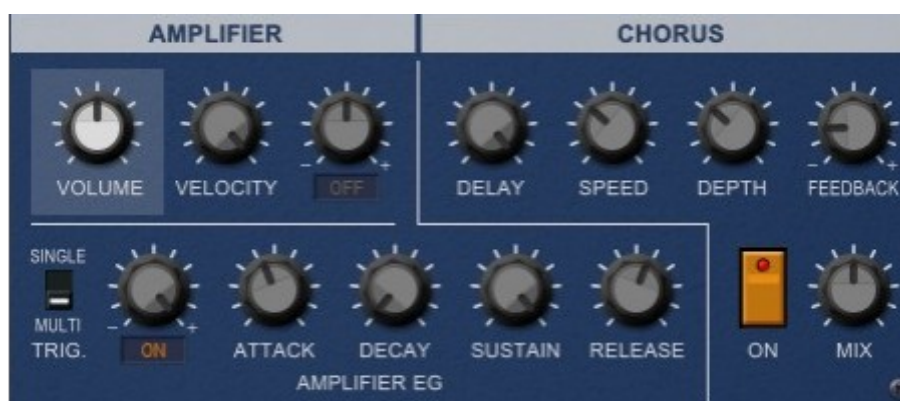 AMPLIFIER
CHORUS
VOLUME
VELOCITY
- +
OFF
DELAY
SPEED
DEPTH
- +
FEEDBACK
SINGLE
MULTI
TRIG.
- +
ON
ATTACK
DECAY
SUSTAIN
RELEASE
AMPLIFIER EG
ON
MIX